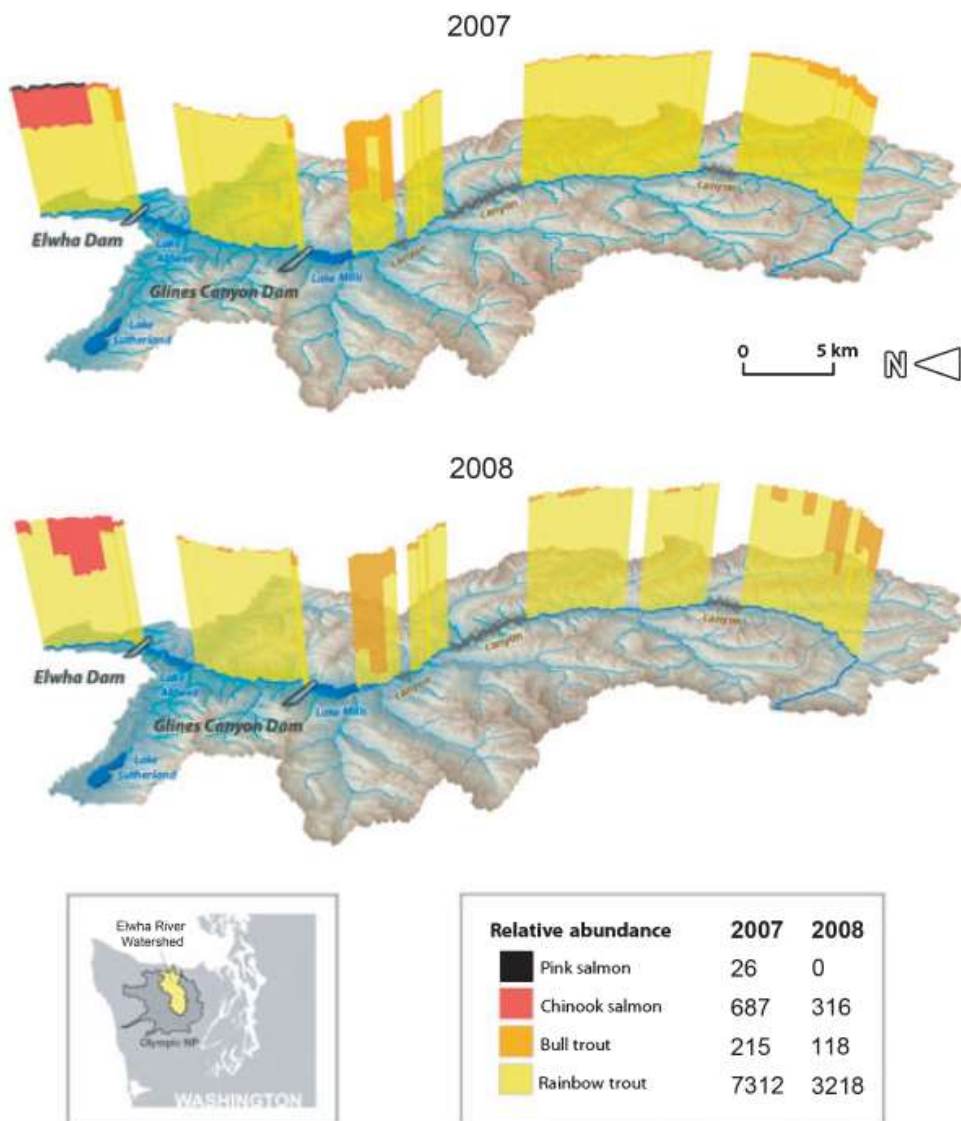 2007
Elwha Dam
Lake
Aldwell
Glines Canyon Dam
Lake Mills
Canyon
Canyon
Canyon
Lake
Sutherland
0 5 km
N
2008
Elwha Dam
Lake
Aldwell
Glines Canyon Dam
Lake Mills
Canyon
Canyon
Canyon
Lake
Sutherland
Elwha River
Watershed
Olympic NP
WASHINGTON
Relative abundance 2007 2008
Pink salmon 26 0
Chinook salmon 687 316
Bull trout 215 118
Rainbow trout 7312 3218